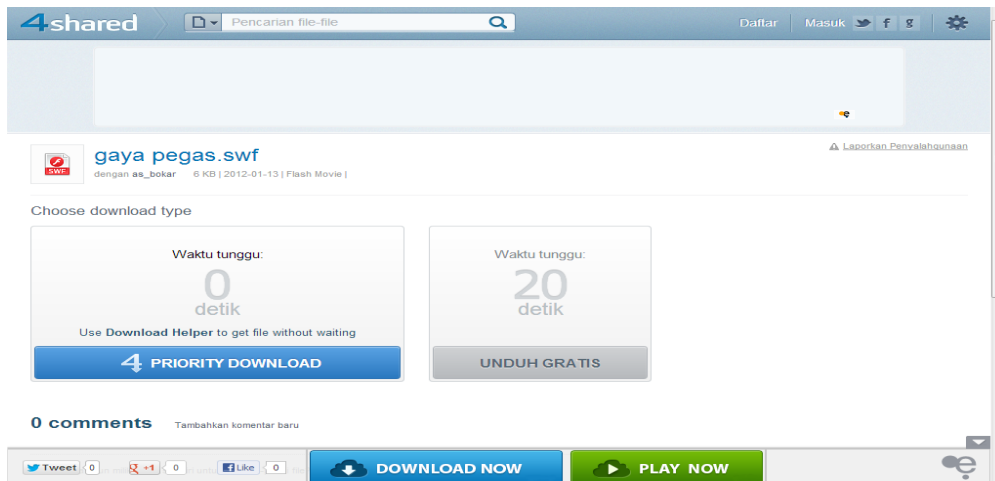 4shared
Pencarian file-file
Daftar
Masuk
gaya pegas.swf
Laporkan Penyalahgunaan
SWF
dengan as_bokar 6 KB | 2012-01-13 | Flash Movie |
Choose download type
Waktu tunggu:
0
detik
Use Download Helper to get file without waiting
4 PRIORITY DOWNLOAD
Waktu tunggu:
20
detik
UNDUH GRATIS
0 comments
Tambahkan komentar baru
Tweet 0
+1 0
Like 0
DOWNLOAD NOW
PLAY NOW